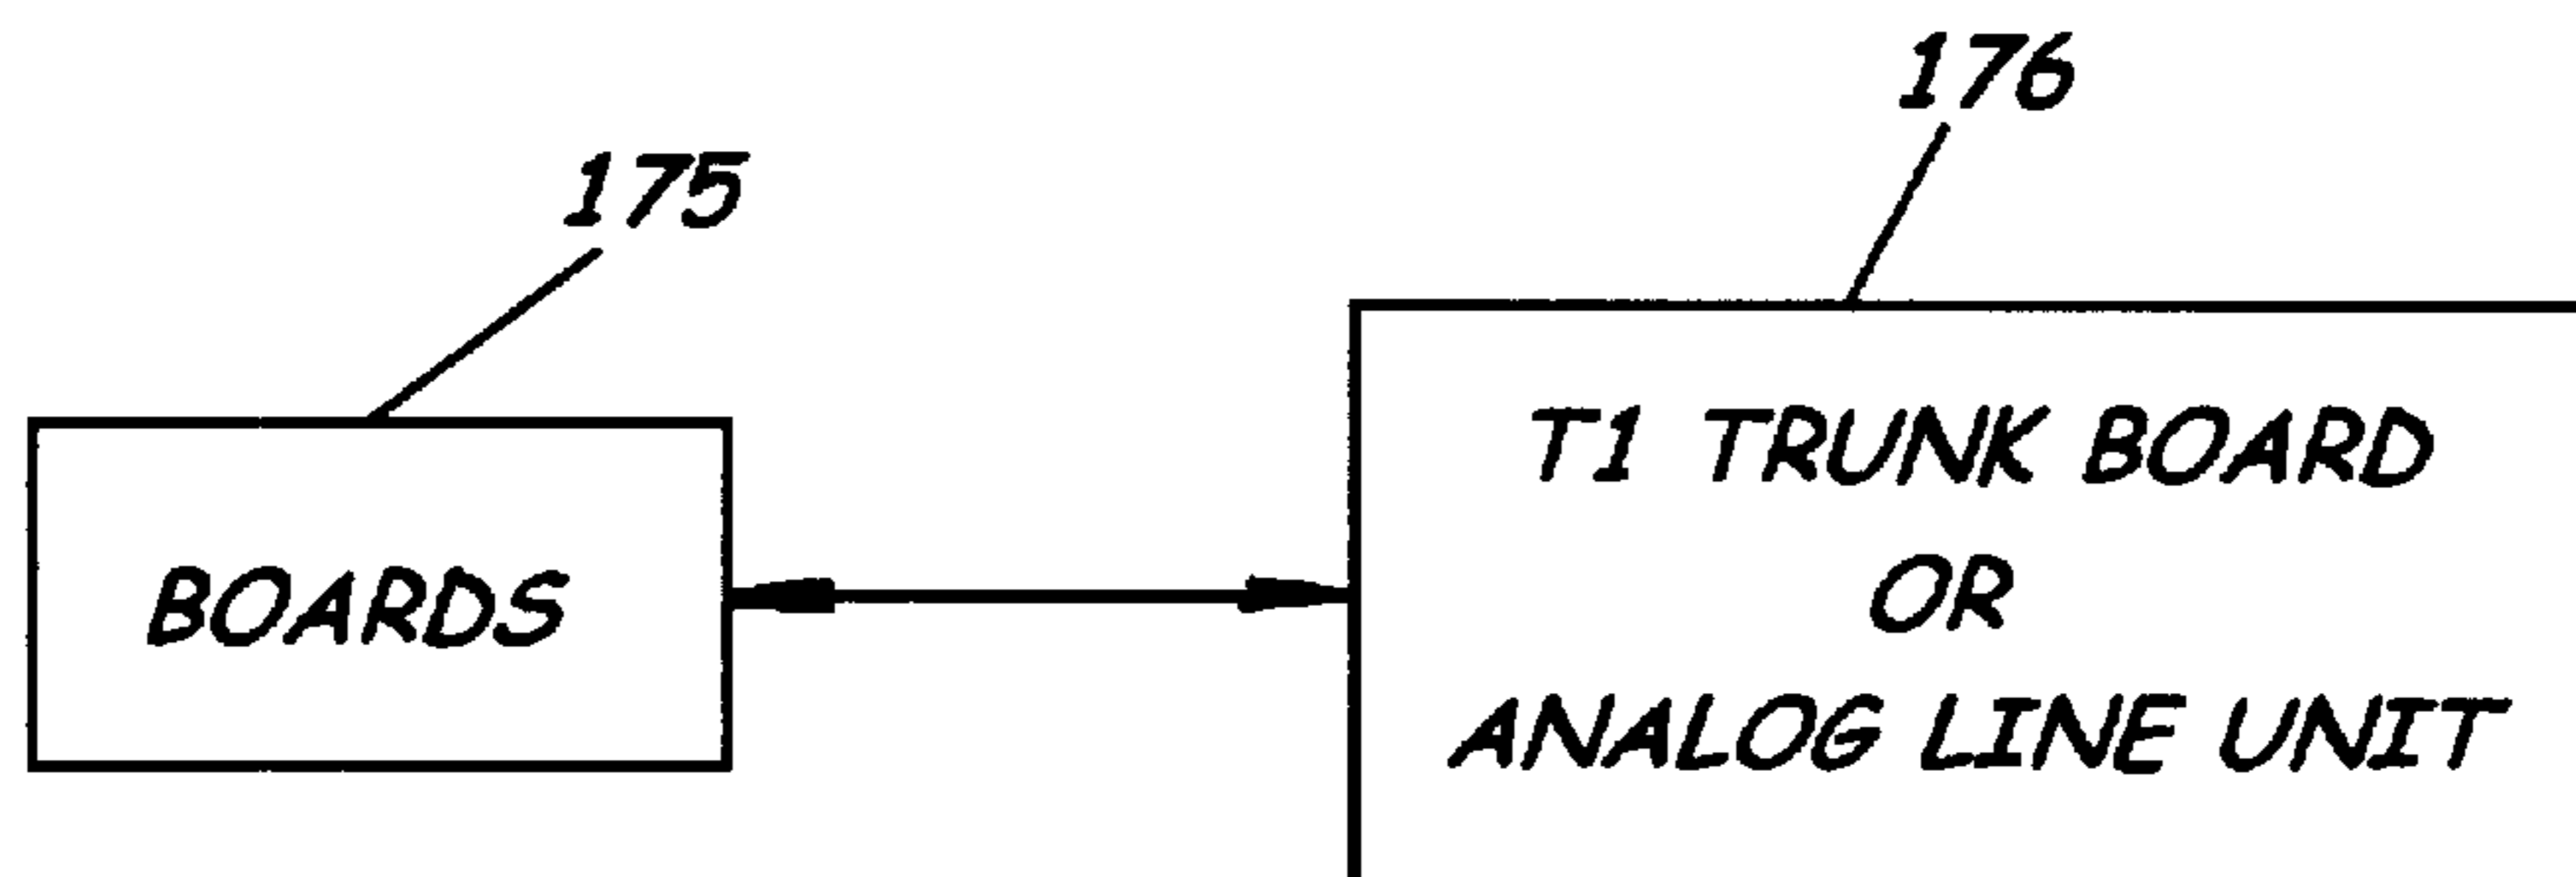 176
175
T1 TRUNK BOARD
OR
BOARDS
ANALOG LINE UNIT